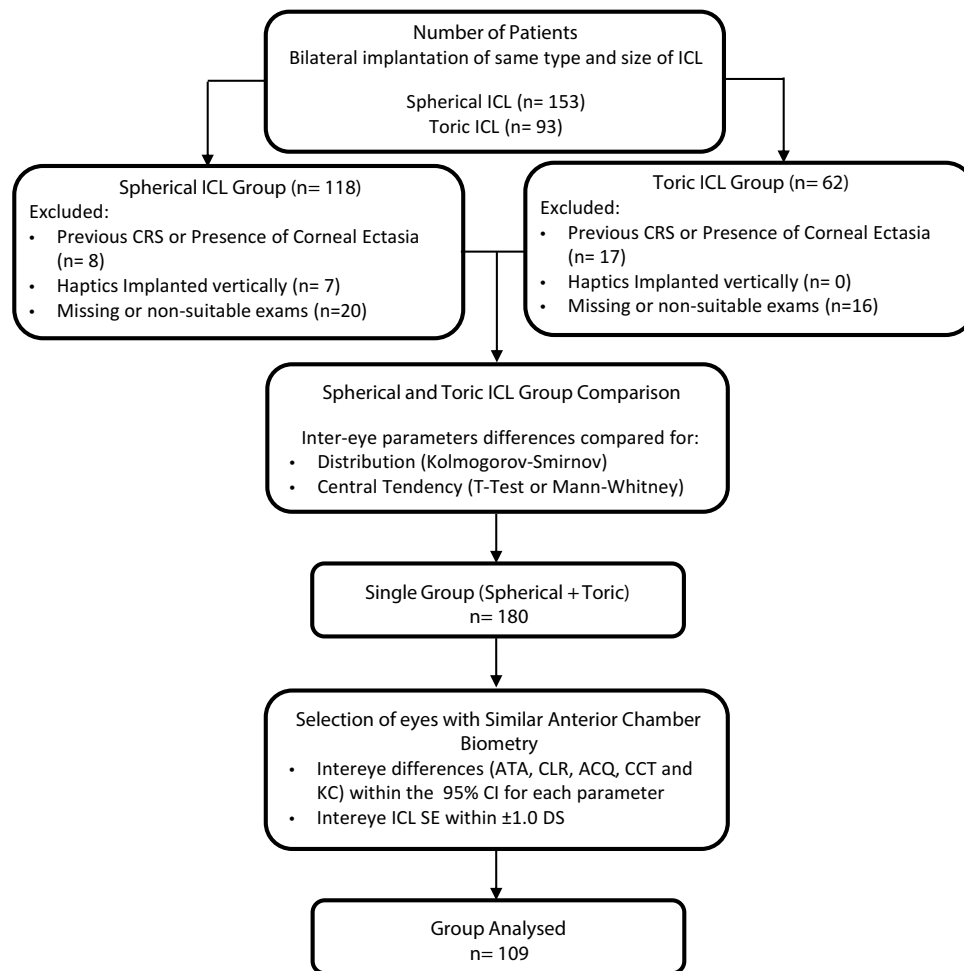 Number of Patients
Bilateral implantation of same type and size of ICL
Spherical ICL (n= 153)
Toric ICL (n= 93)
Spherical ICL Group (n= 118)
Excluded:
• Previous CRS or Presence of Corneal Ectasia
(n= 8)
• Haptics Implanted vertically (n= 7)
• Missing or non-suitable exams (n=20)
Toric ICL Group (n= 62)
Excluded:
• Previous CRS or Presence of Corneal Ectasia
(n= 17)
• Haptics Implanted vertically (n= 0)
• Missing or non-suitable exams (n=16)
Spherical and Toric ICL Group Comparison
Inter-eye parameters differences compared for:
• Distribution (Kolmogorov-Smirnov)
• Central Tendency (T-Test or Mann-Whitney)
Single Group (Spherical + Toric)
n= 180
Selection of eyes with Similar Anterior Chamber
Biometry
• Intereye differences (ATA, CLR, ACQ, CCT and
KC) within the 95% CI for each parameter
• Intereye ICL SE within ±1.0 DS
Group Analysed
n= 109